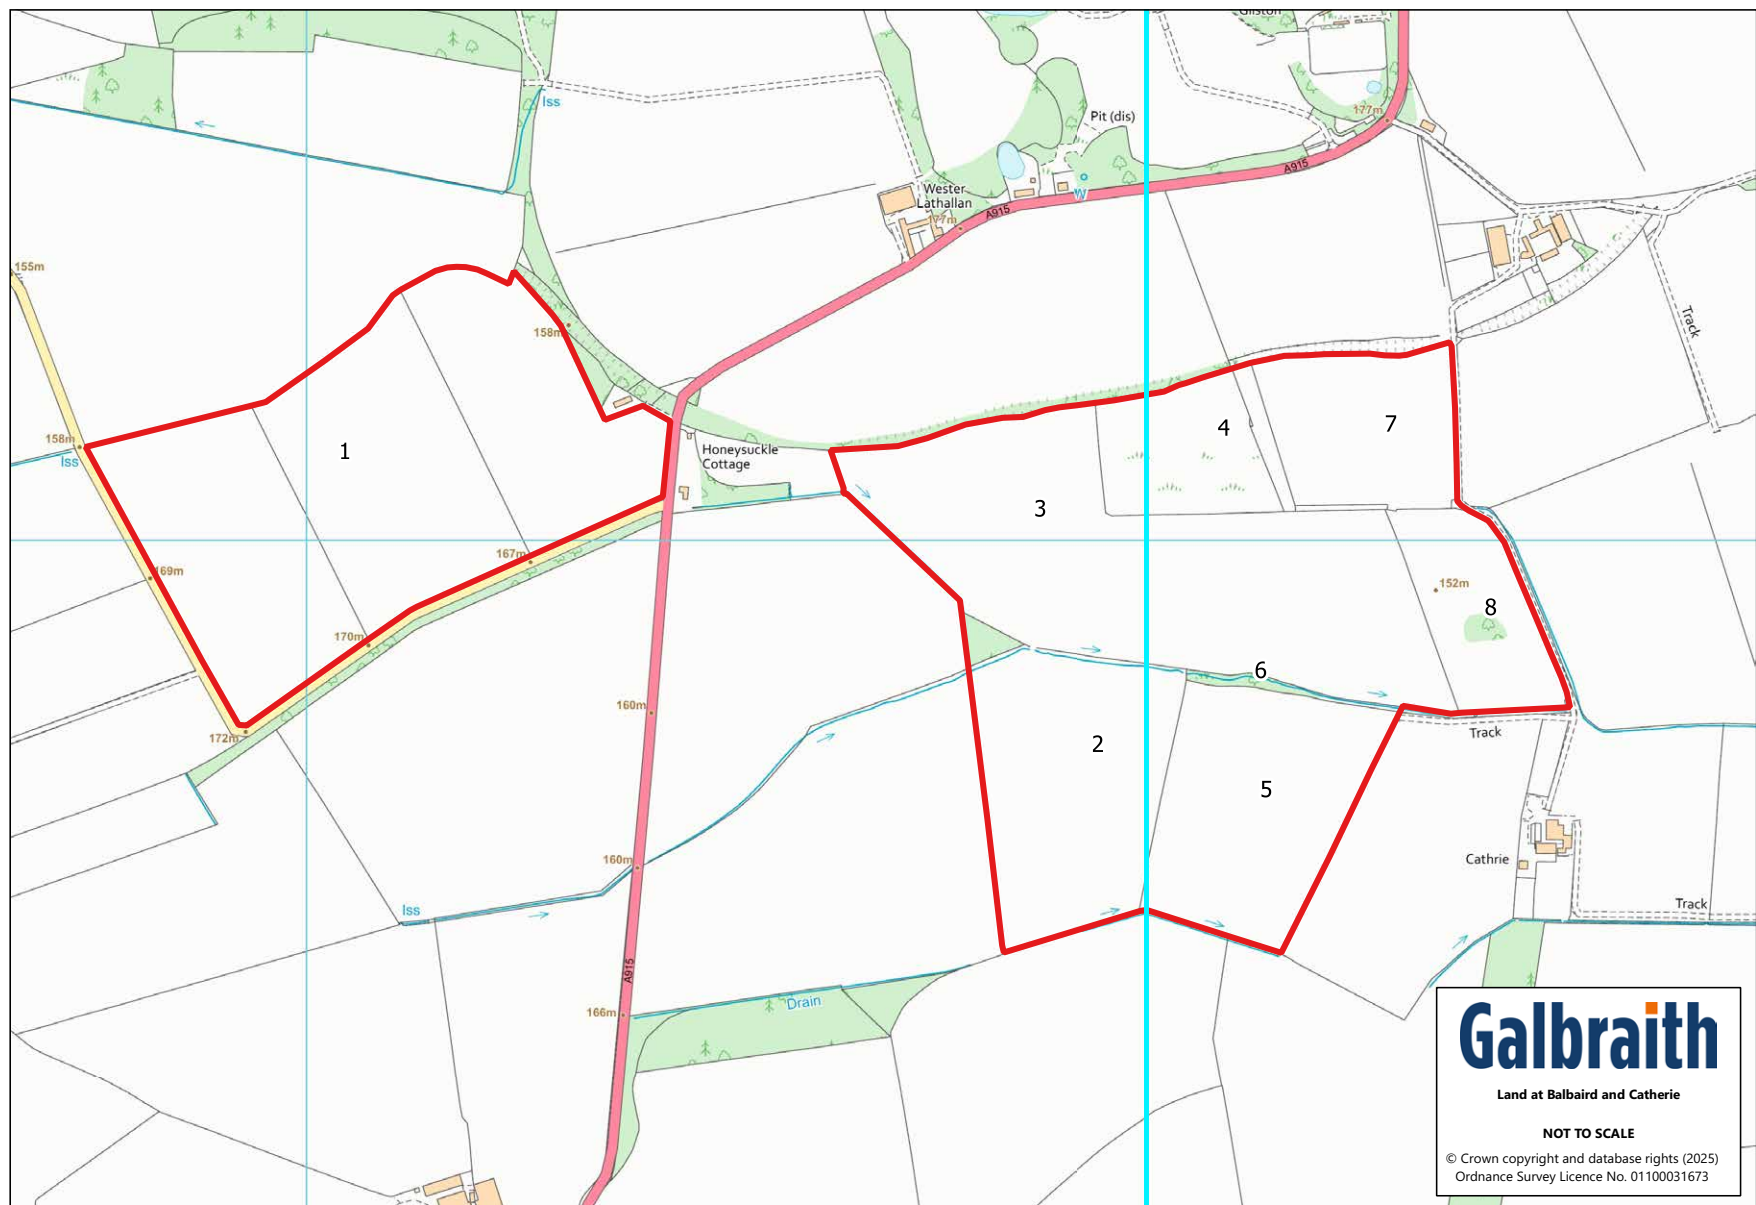 Gilston
Iss
Pit (dis)
177m
A915
Wester
Lathallan
W
A915
177m
155m
Track
158m
158m
Iss
1
4
7
Honeysuckle
Cottage
3
167m
169m
152m
8
170m
6
160m
172m
2
Track
5
160m
Cathrie
Iss
Track
A915
Drain
166m
Galbraith
Land at Balbaird and Catherie
NOT TO SCALE
© Crown copyright and database rights (2025)
Ordnance Survey Licence No. 01100031673